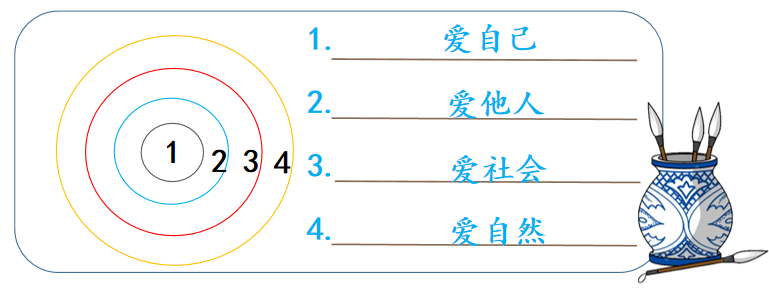 1 2 3 4
1. 爱自己
2. 爱他人
3. 爱社会
4. 爱自然